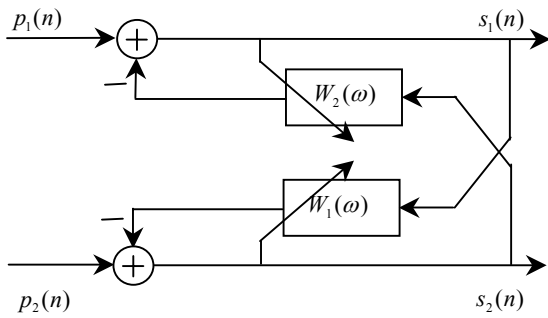 p₁(n)
s₁(n)
+
−
W₂(ω)
−
W₁(ω)
+
p₂(n)
s₂(n)